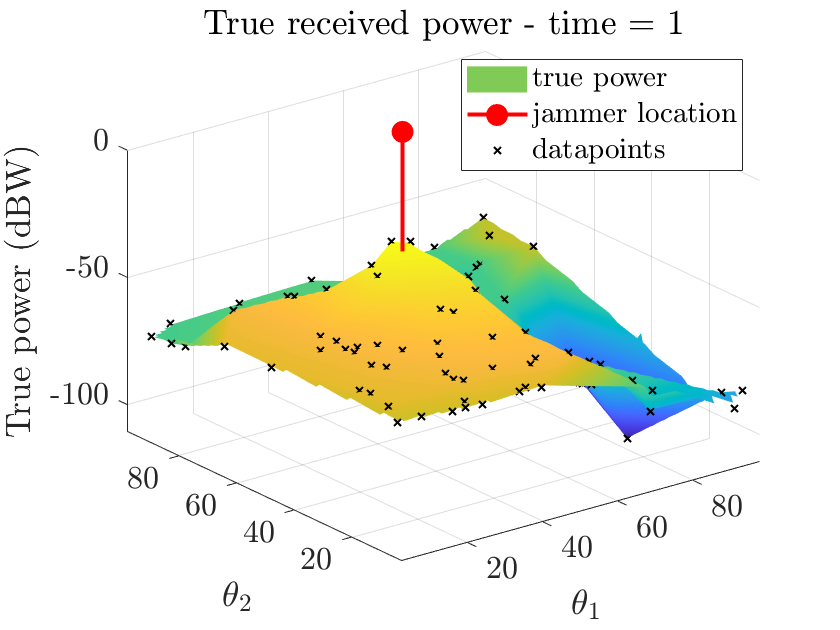 True received power - time = 1
true power
jammer location
datapoints
True power (dBW)
0
-50
-100
80
60
40
20
θ2
20
40
60
80
θ1